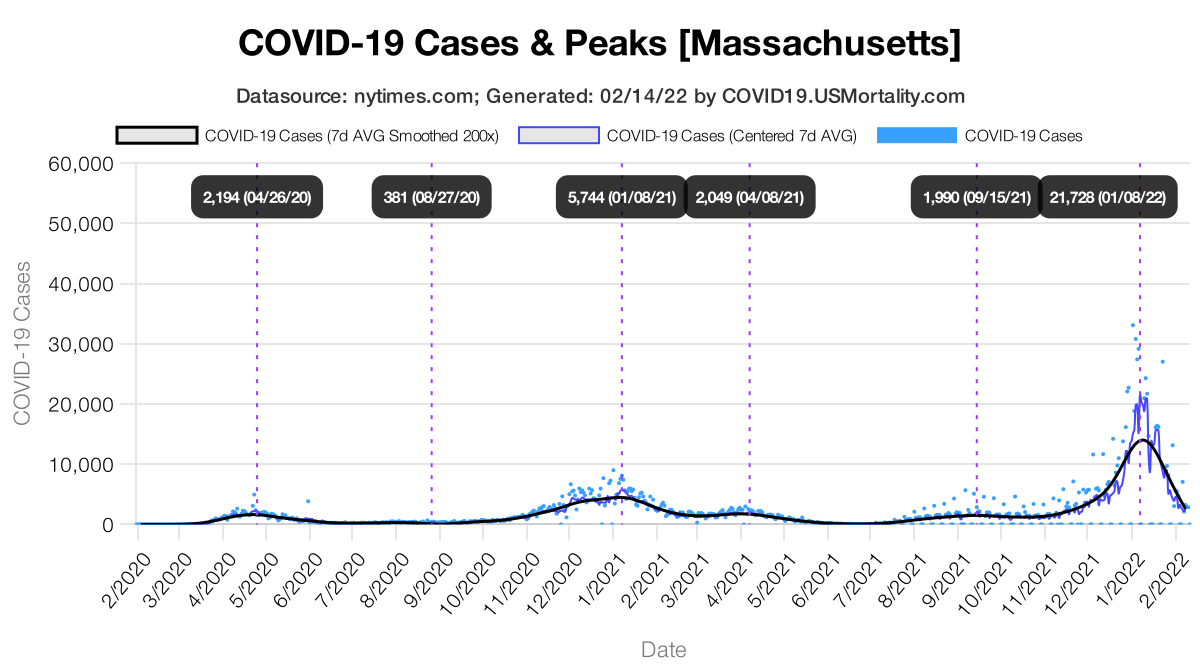 COVID-19 Cases & Peaks [Massachusetts]
Datasource: nytimes.com; Generated: 02/14/22 by COVID19.USMortality.com
COVID-19 Cases (7d AVG Smoothed 200x) COVID-19 Cases (Centered 7d AVG) COVID-19 Cases
60,000
2,194 (04/26/20) 381 (08/27/20) 5,744 (01/08/21) 2,049 (04/08/21) 1,990 (09/15/21) 21,728 (01/08/22)
50,000
40,000
30,000
20,000
10,000
0
COVID-19 Cases
2/2020 3/2020 4/2020 5/2020 6/2020 7/2020 8/2020 9/2020 10/2020 11/2020 12/2020 1/2021 2/2021 3/2021 4/2021 5/2021 6/2021 7/2021 8/2021 9/2021 10/2021 11/2021 12/2021 1/2022 2/2022
Date